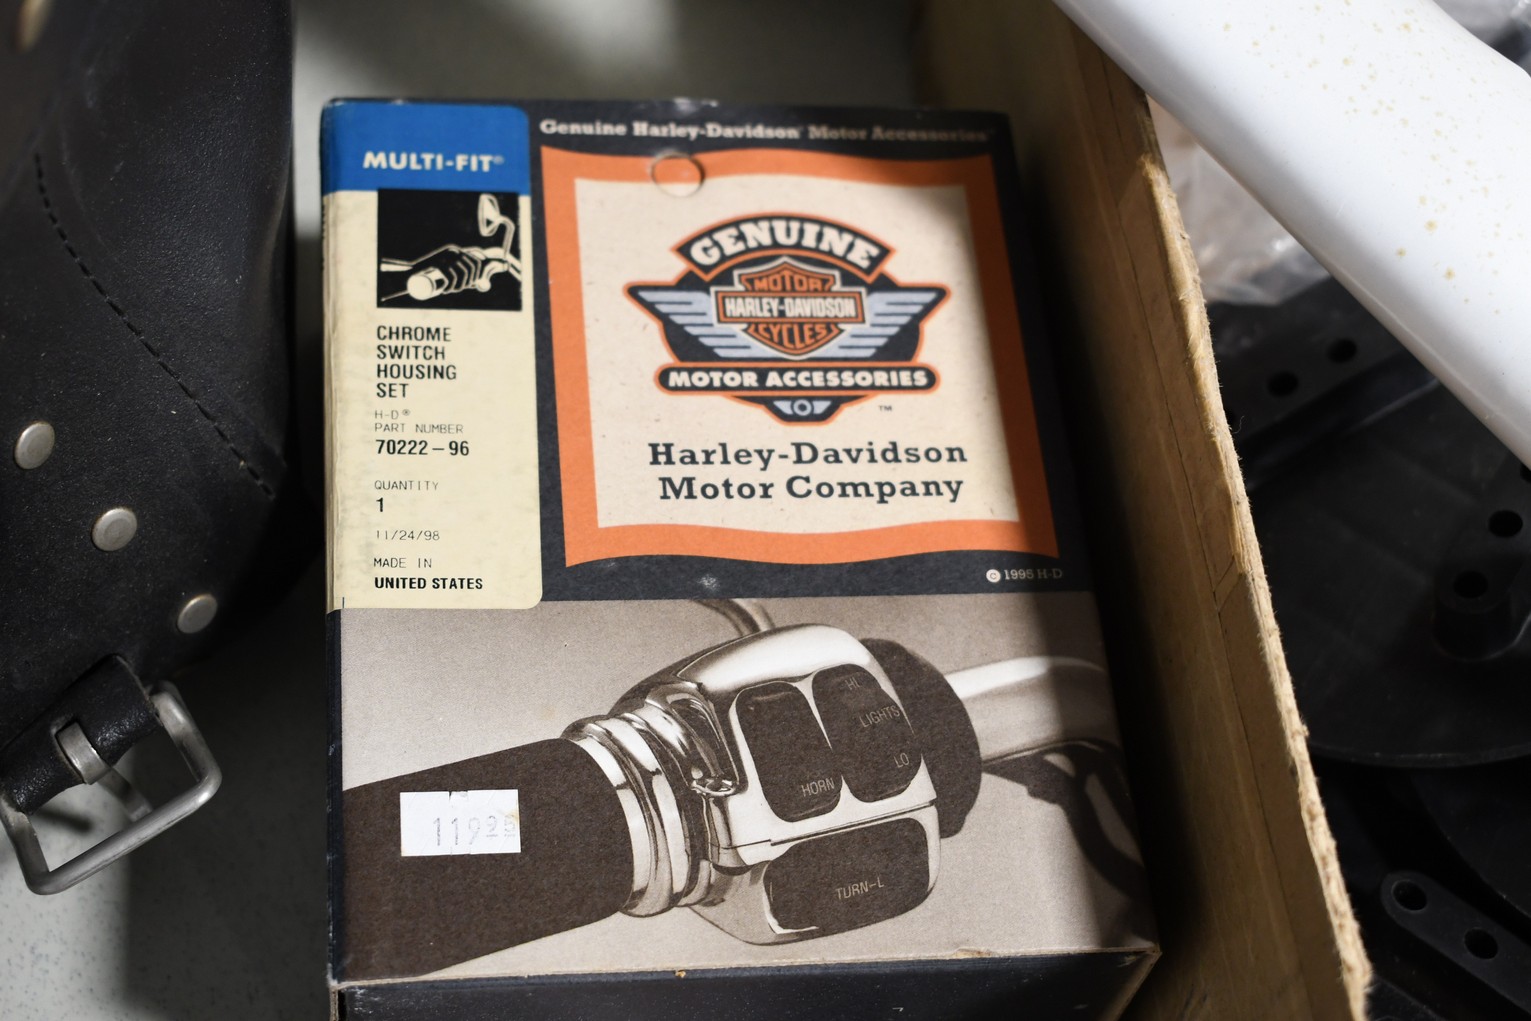 MULTI-FIT®
CHROME
SWITCH
HOUSING
SET
H-D®
PART NUMBER
70222-96
QUANTITY
1
11/24/98
MADE IN
UNITED STATES
Genuine Harley-Davidson® Motor Accessories
GENUINE
MOTOR
HARLEY-DAVIDSON
CYCLES
MOTOR ACCESSORIES
™
Harley-Davidson
Motor Company
© 1995 H-D
HI
LIGHTS
LO
HORN
TURN-L
11995